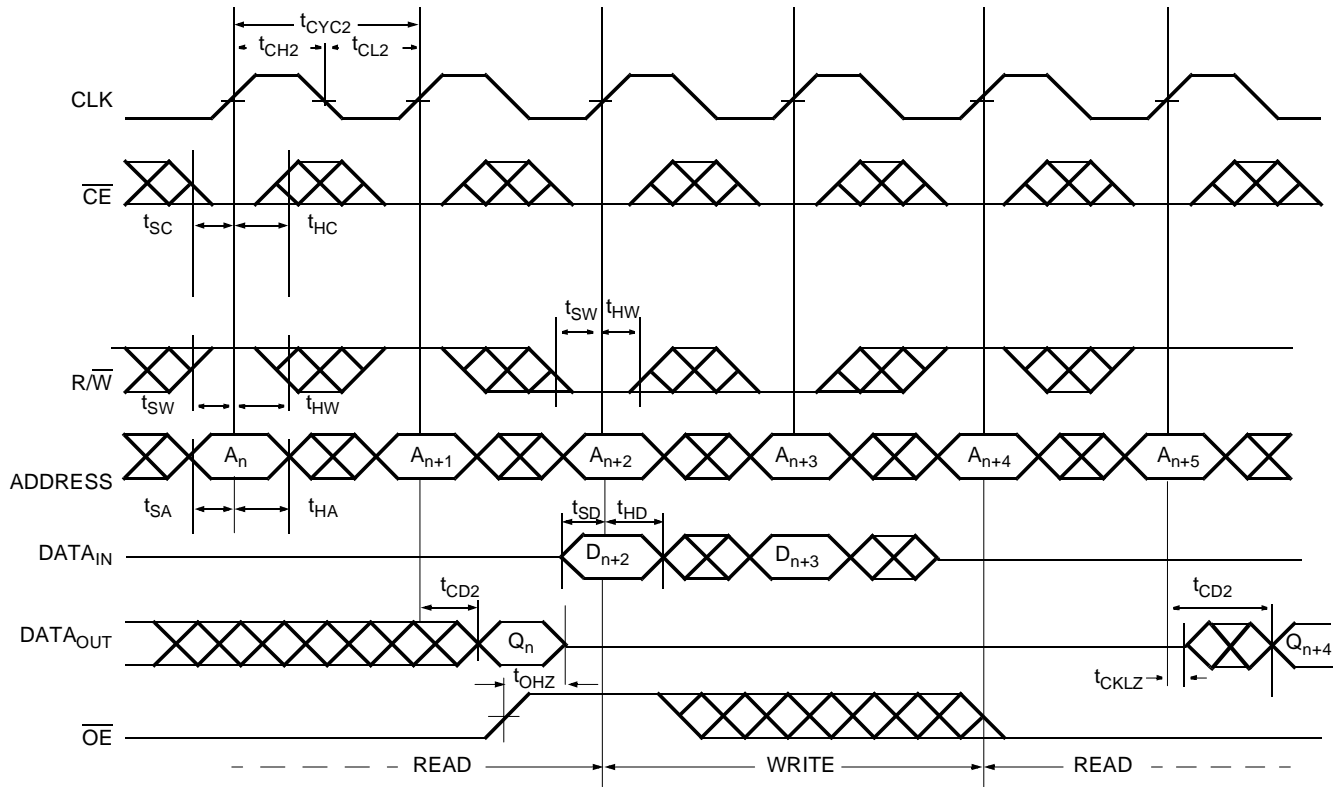 tCYC2
tCH2 tCL2
CLK
CE
tSC tHC
tSW tHW
R/W
tSW tHW
An An+1 An+2 An+3 An+4 An+5
ADDRESS
tSA tHA tSD tHD
DATAIN Dn+2 Dn+3
tCD2 tCD2
DATAOUT Qn Qn+4
tOHZ tCKLZ
OE
READ WRITE READ